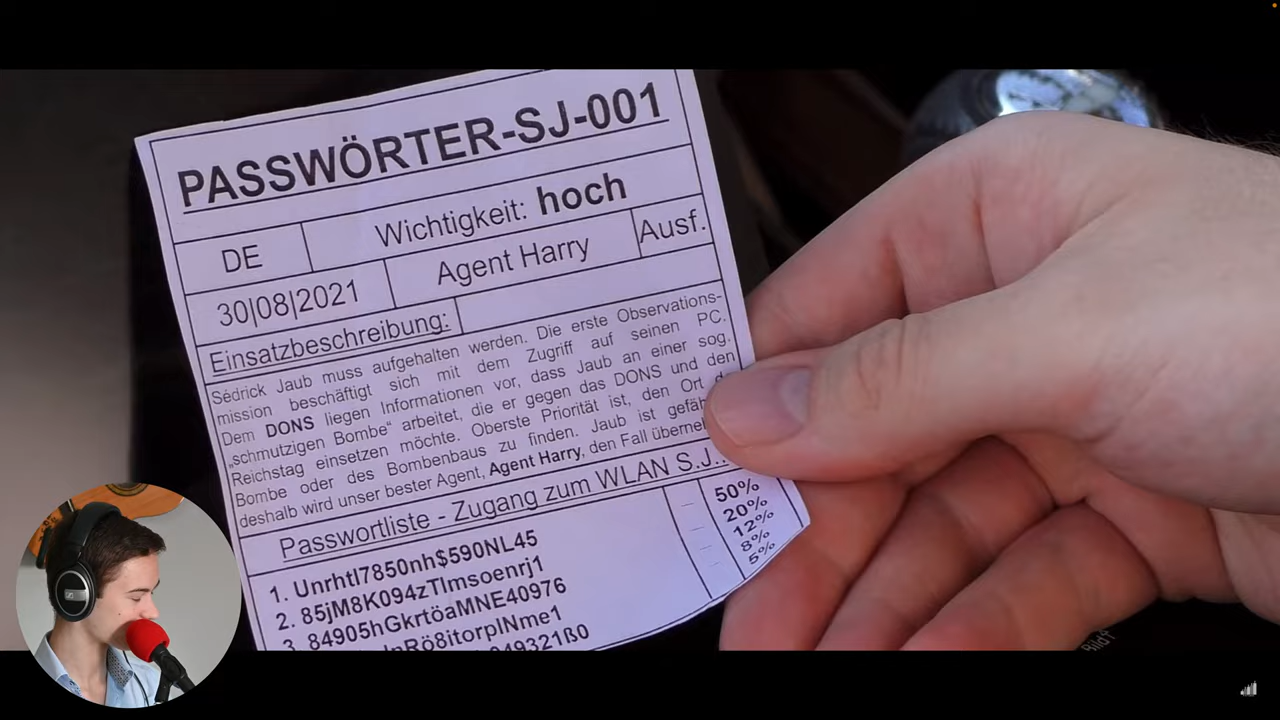 PASSWÖRTER-SJ-001
DE
Wichtigkeit: hoch
30|08|2021
Agent Harry
Ausf.
Einsatzbeschreibung:
Sédrick Jaub muss aufgehalten werden. Die erste Observations-
mission beschäftigt sich mit dem Zugriff auf seinen PC.
Dem DONS liegen Informationen vor, dass Jaub an einer sog.
„schmutzigen Bombe“ arbeitet, die er gegen das DONS und den
Reichstag einsetzen möchte. Oberste Priorität ist, den Ort
Bombe oder des Bombenbaus zu finden. Jaub ist
deshalb wird unser bester Agent, Agent Harry, den Fall
Passwortliste - Zugang zum WLAN S.J...
1. Unrhtl7850nh$590NL45
50%
2. 85jM8K094zTlmsoenrj1
20%
3. 84905hGkrtöaMNE40976
12%
8%
5%
Bild